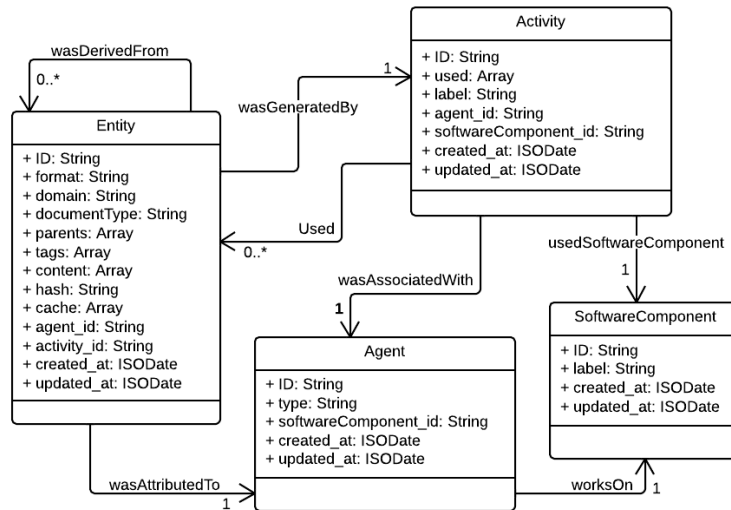 wasDerivedFrom
0..*
Entity
+ ID: String
+ format: String
+ domain: String
+ documentType: String
+ parents: Array
+ tags: Array
+ content: Array
+ hash: String
+ cache: Array
+ agent_id: String
+ activity_id: String
+ created_at: ISODate
+ updated_at: ISODate
wasGeneratedBy
1
Activity
+ ID: String
+ used: Array
+ label: String
+ agent_id: String
+ softwareComponent_id: String
+ created_at: ISODate
+ updated_at: ISODate
Used
0..*
wasAssociatedWith
1
usedSoftwareComponent
1
SoftwareComponent
+ ID: String
+ label: String
+ created_at: ISODate
+ updated_at: ISODate
Agent
+ ID: String
+ type: String
+ softwareComponent_id: String
+ created_at: ISODate
+ updated_at: ISODate
wasAttributedTo
1
worksOn
1